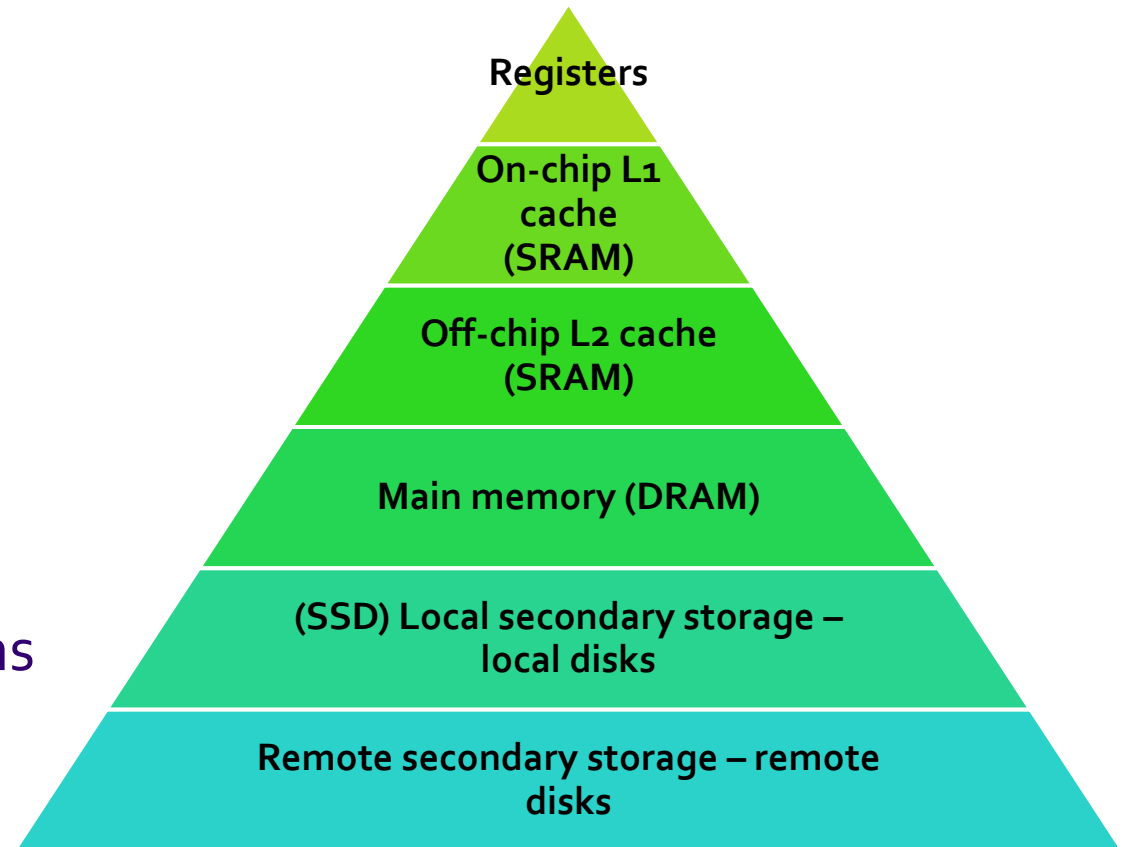 Registers
On-chip L1
cache
(SRAM)
Off-chip L2 cache
(SRAM)
Main memory (DRAM)
(SSD) Local secondary storage –
local disks
Remote secondary storage – remote
disks